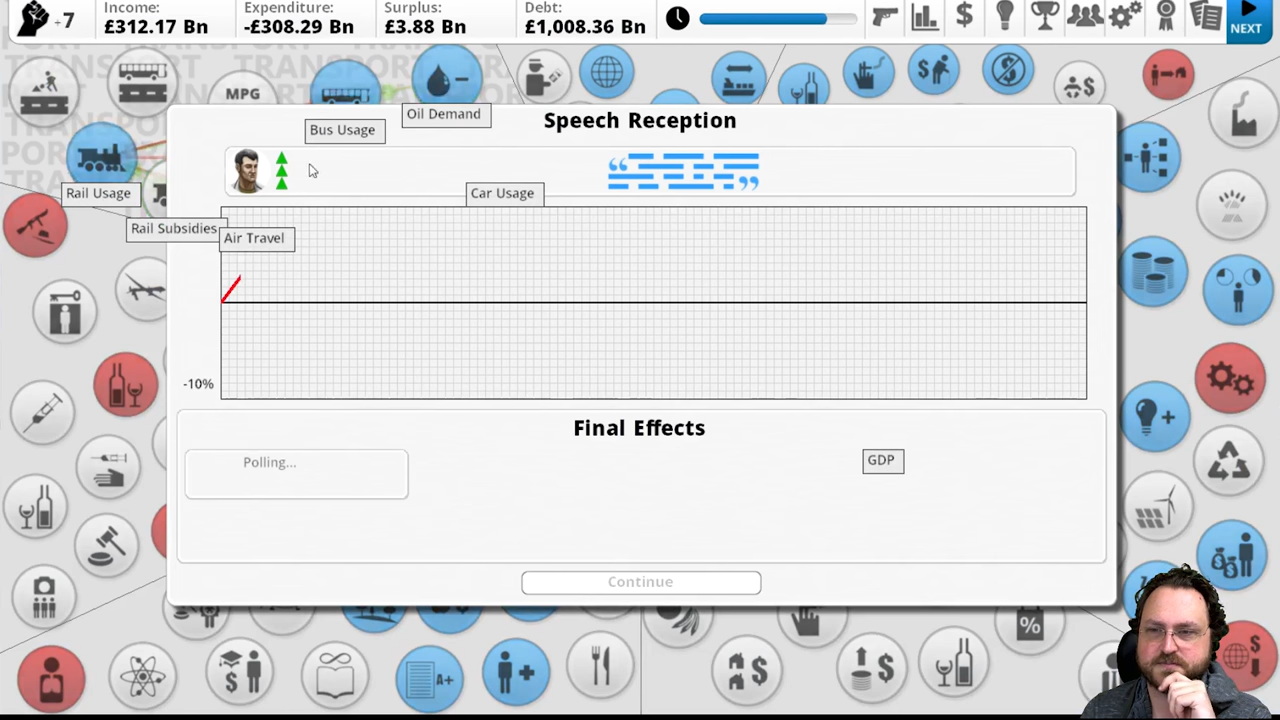 +7
Income:
£312.17 Bn
Expenditure:
-£308.29 Bn
Surplus:
£3.88 Bn
Debt:
£1,008.36 Bn
NEXT
TRANSPORT
MPG
Oil Demand
Bus Usage
Speech Reception
Rail Usage
Car Usage
Rail Subsidies
Air Travel
-10%
Final Effects
Polling...
GDP
Continue
A+
%